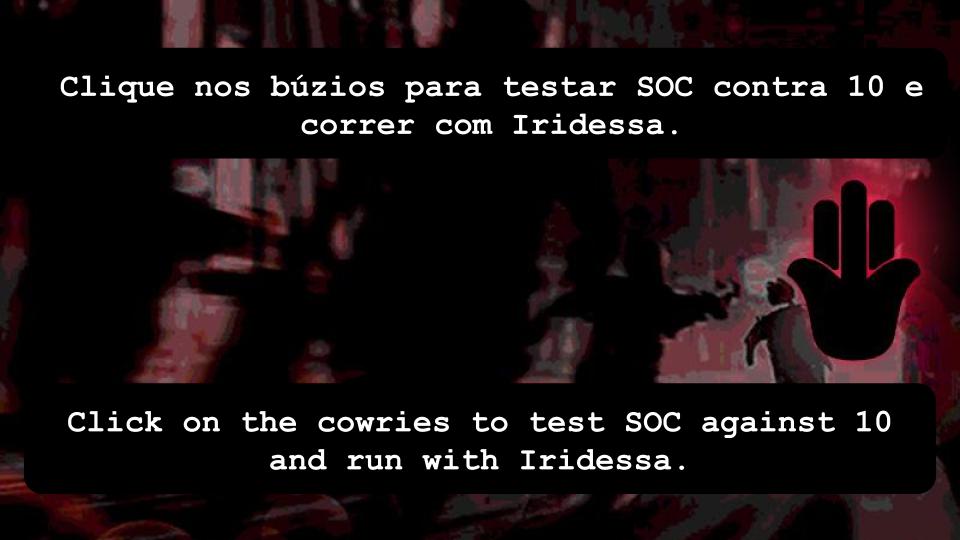 Clique nos búzios para testar SOC contra 10 e
correr com Iridessa.
Click on the cowries to test SOC against 10
and run with Iridessa.